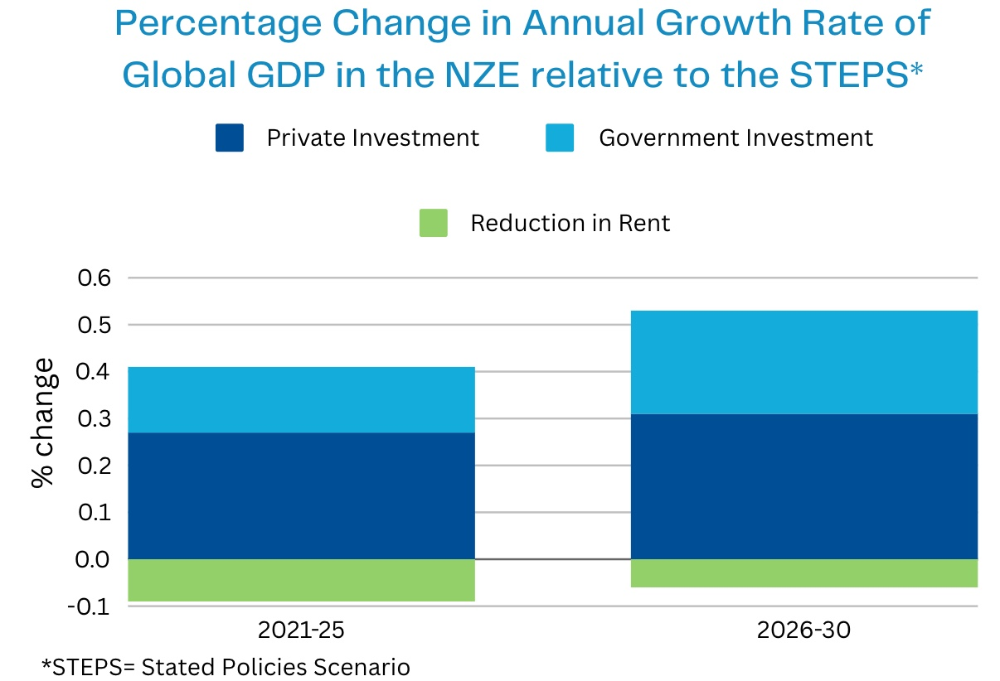 Percentage Change in Annual Growth Rate of
Global GDP in the NZE relative to the STEPS*
Private Investment
Government Investment
Reduction in Rent
% change
0.6
0.5
0.4
0.3
0.2
0.1
0.0
-0.1
2021-25
2026-30
*STEPS= Stated Policies Scenario